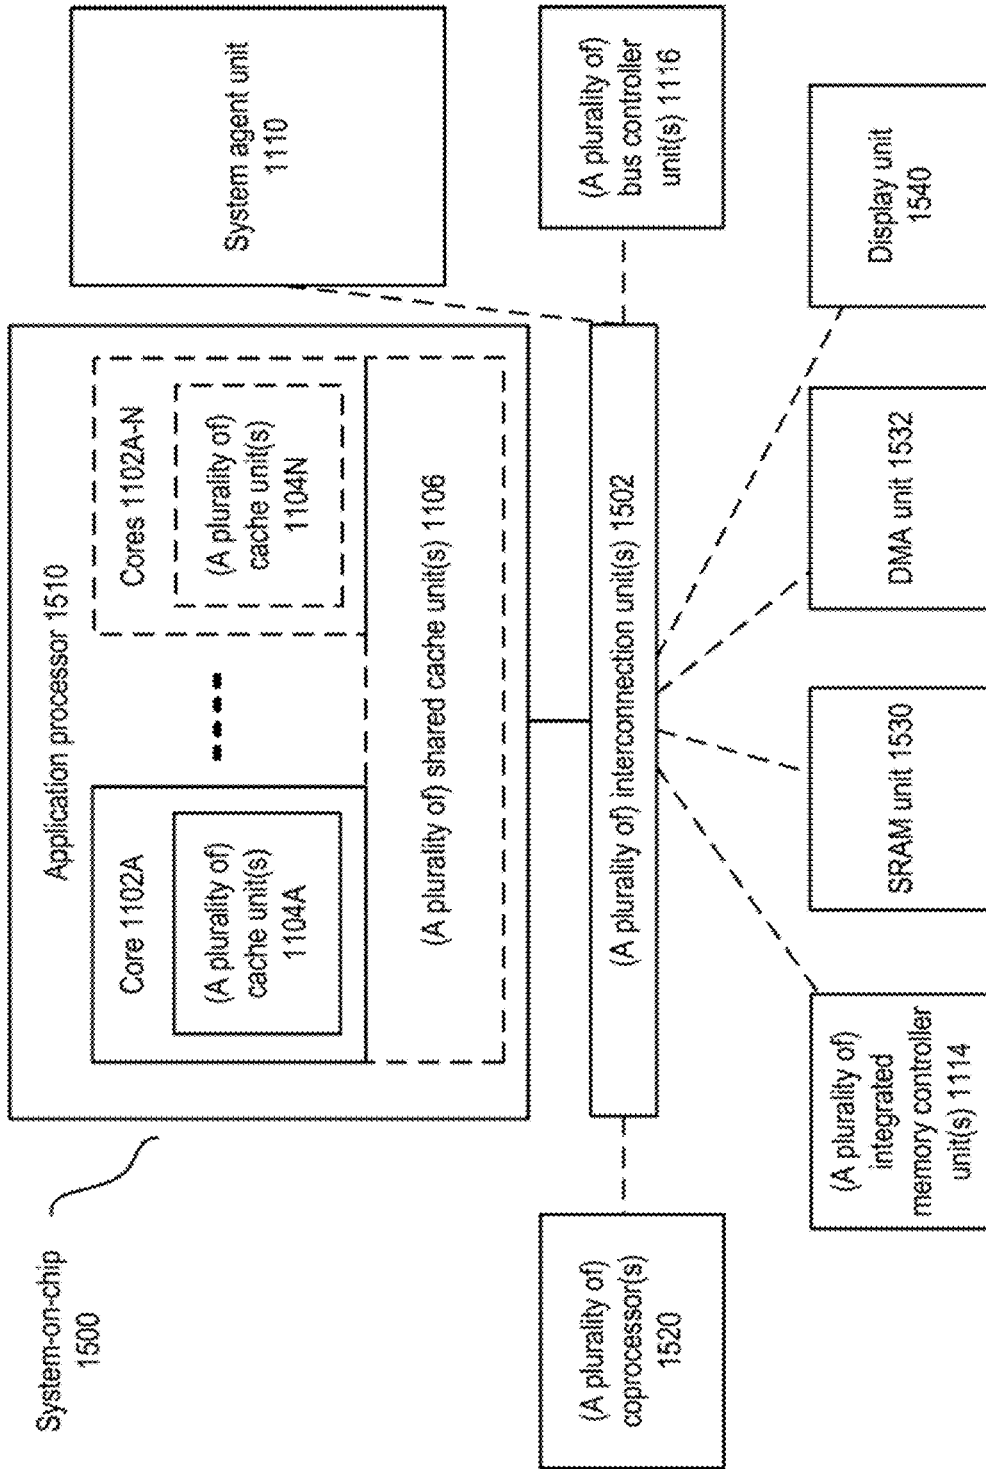 System-on-chip
1500
Application processor 1510
Core 1102A
(A plurality of)
cache unit(s)
1104A
Cores 1102A-N
(A plurality of)
cache unit(s)
1104N
(A plurality of) shared cache unit(s) 1106
System agent unit
1110
(A plurality of)
coprocessor(s)
1520
(A plurality of) interconnection unit(s) 1502
(A plurality of)
bus controller
unit(s) 1116
(A plurality of)
integrated
memory controller
unit(s) 1114
SRAM unit 1530
DMA unit 1532
Display unit
1540